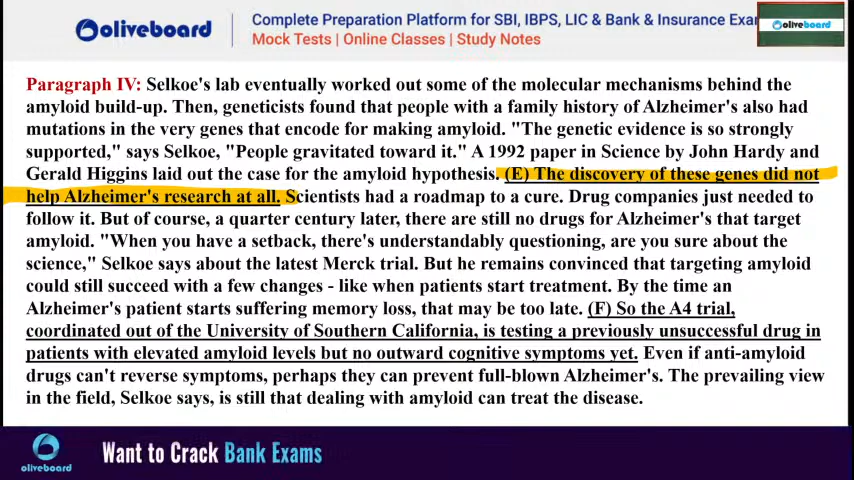 oliveboard
Complete Preparation Platform for SBI, IBPS, LIC & Bank & Insurance Exa
Mock Tests | Online Classes | Study Notes
oliveboard
Paragraph IV: Selkoe's lab eventually worked out some of the molecular mechanisms behind the
amyloid build-up. Then, geneticists found that people with a family history of Alzheimer's also had
mutations in the very genes that encode for making amyloid. "The genetic evidence is so strongly
supported," says Selkoe, "People gravitated toward it." A 1992 paper in Science by John Hardy and
Gerald Higgins laid out the case for the amyloid hypothesis. (E) The discovery of these genes did not
help Alzheimer's research at all. Scientists had a roadmap to a cure. Drug companies just needed to
follow it. But of course, a quarter century later, there are still no drugs for Alzheimer's that target
amyloid. "When you have a setback, there's understandably questioning, are you sure about the
science," Selkoe says about the latest Merck trial. But he remains convinced that targeting amyloid
could still succeed with a few changes - like when patients start treatment. By the time an
Alzheimer's patient starts suffering memory loss, that may be too late. (F) So the A4 trial,
coordinated out of the University of Southern California, is testing a previously unsuccessful drug in
patients with elevated amyloid levels but no outward cognitive symptoms yet. Even if anti-amyloid
drugs can't reverse symptoms, perhaps they can prevent full-blown Alzheimer's. The prevailing view
in the field, Selkoe says, is still that dealing with amyloid can treat the disease.
oliveboard
Want to Crack Bank Exams